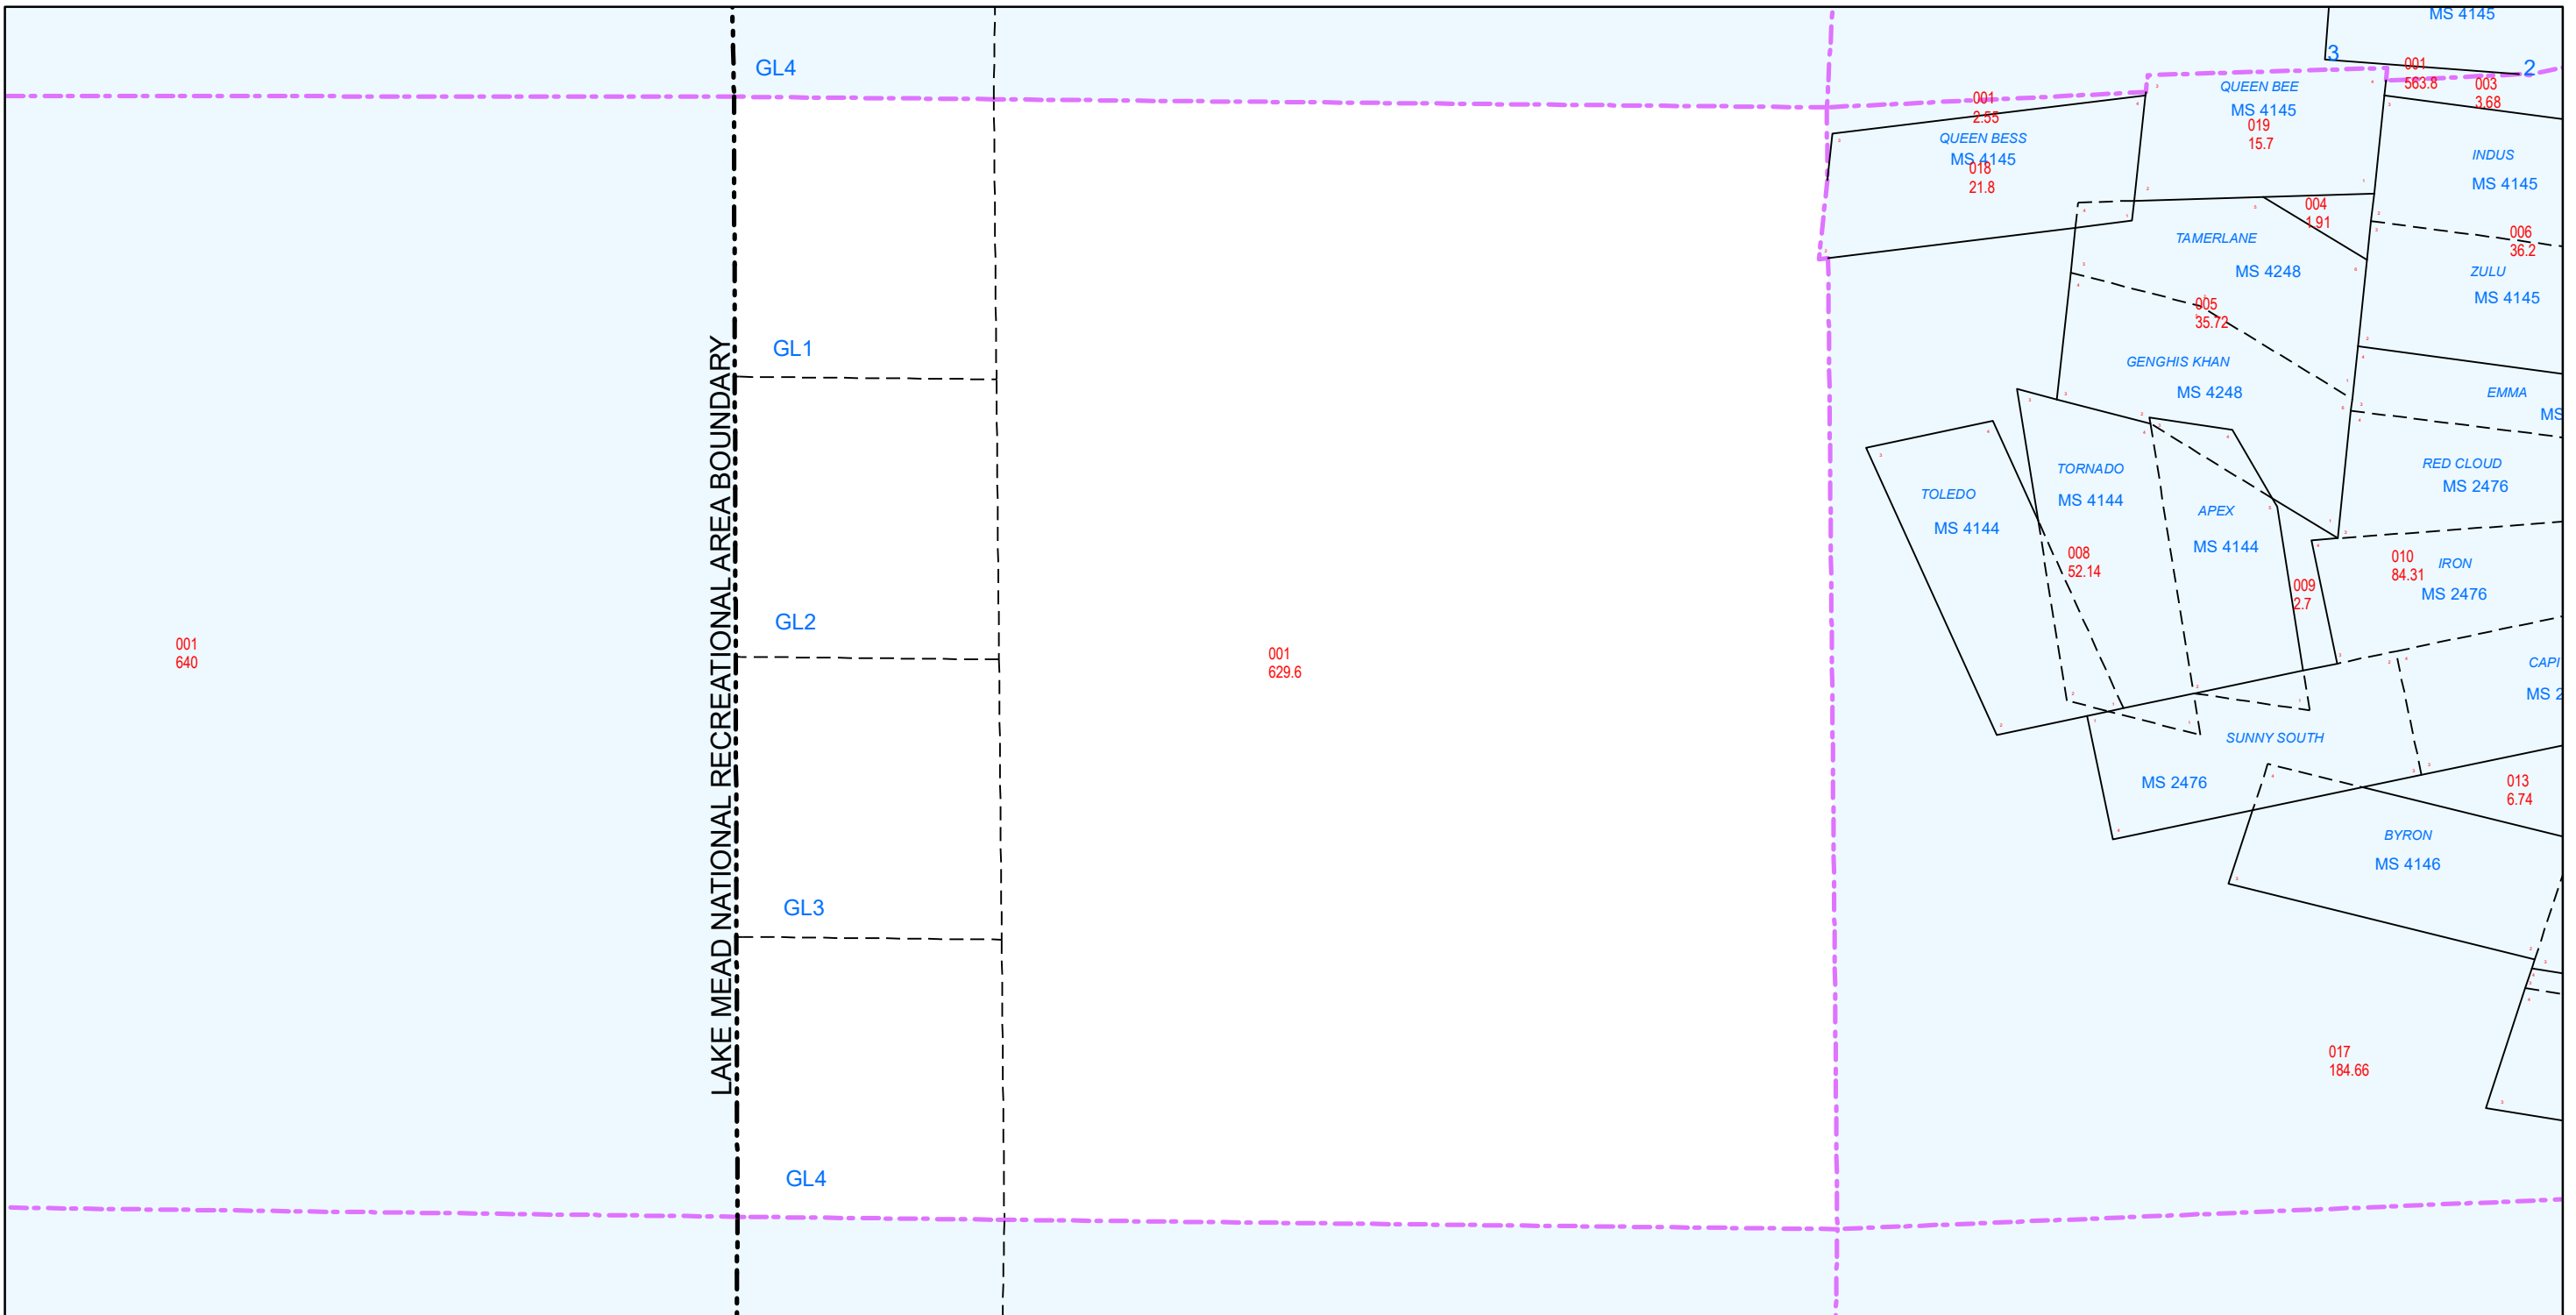 MS 4145
3
2
GL4
001
563.8
003
3.68
001
2.55
QUEEN BEE
MS 4145
019
15.7
QUEEN BESS
MS 4145
018
21.8
INDUS
MS 4145
004
1.91
TAMERLANE
MS 4248
006
36.2
ZULU
MS 4145
005
35.72
GL1
GENGHIS KHAN
MS 4248
EMMA
MS
LAKE MEAD NATIONAL RECREATIONAL AREA BOUNDARY
TORNADO
MS 4144
RED CLOUD
MS 2476
TOLEDO
MS 4144
APEX
MS 4144
008
52.14
010
84.31
IRON
MS 2476
009
2.7
GL2
001
640
001
629.6
CAPI
MS 2
SUNNY SOUTH
MS 2476
013
6.74
BYRON
MS 4146
GL3
017
184.66
GL4